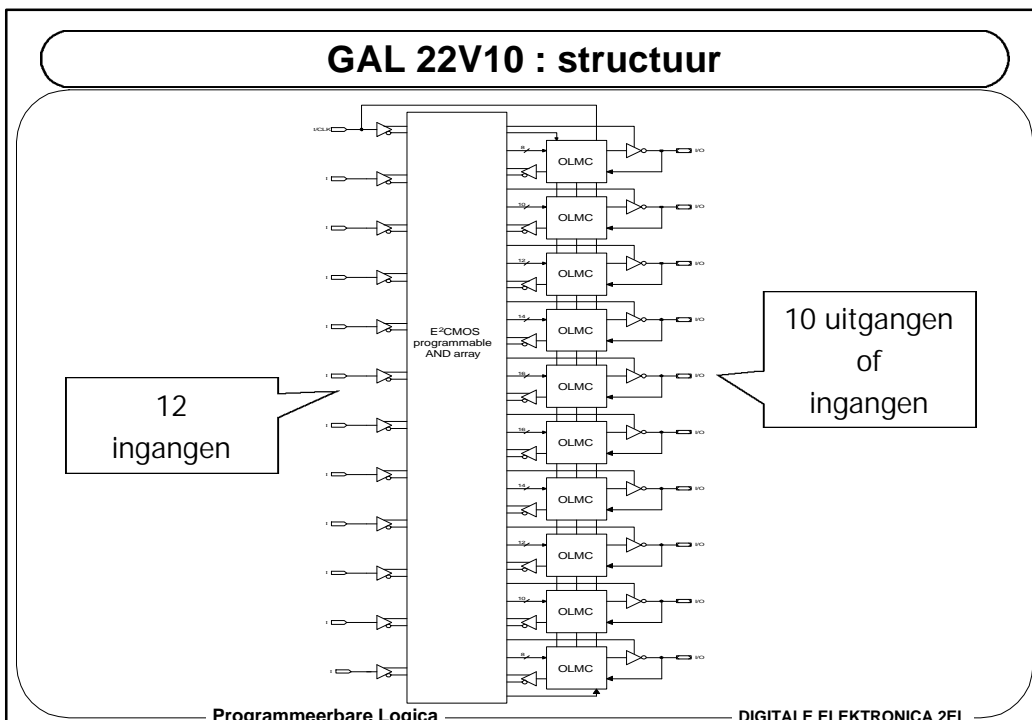 GAL 22V10 : structuur
I/CLK
I
I
I
I
I
I
I
I
I
I
I
E²CMOS
programmable
AND array
8
OLMC
I/O
10
OLMC
I/O
12
OLMC
I/O
14
OLMC
I/O
16
OLMC
I/O
16
OLMC
I/O
14
OLMC
I/O
12
OLMC
I/O
10
OLMC
I/O
8
OLMC
I/O
12
ingangen
10 uitgangen
of
ingangen
Programmeerbare Logica
DIGITALE ELEKTRONICA 2EL